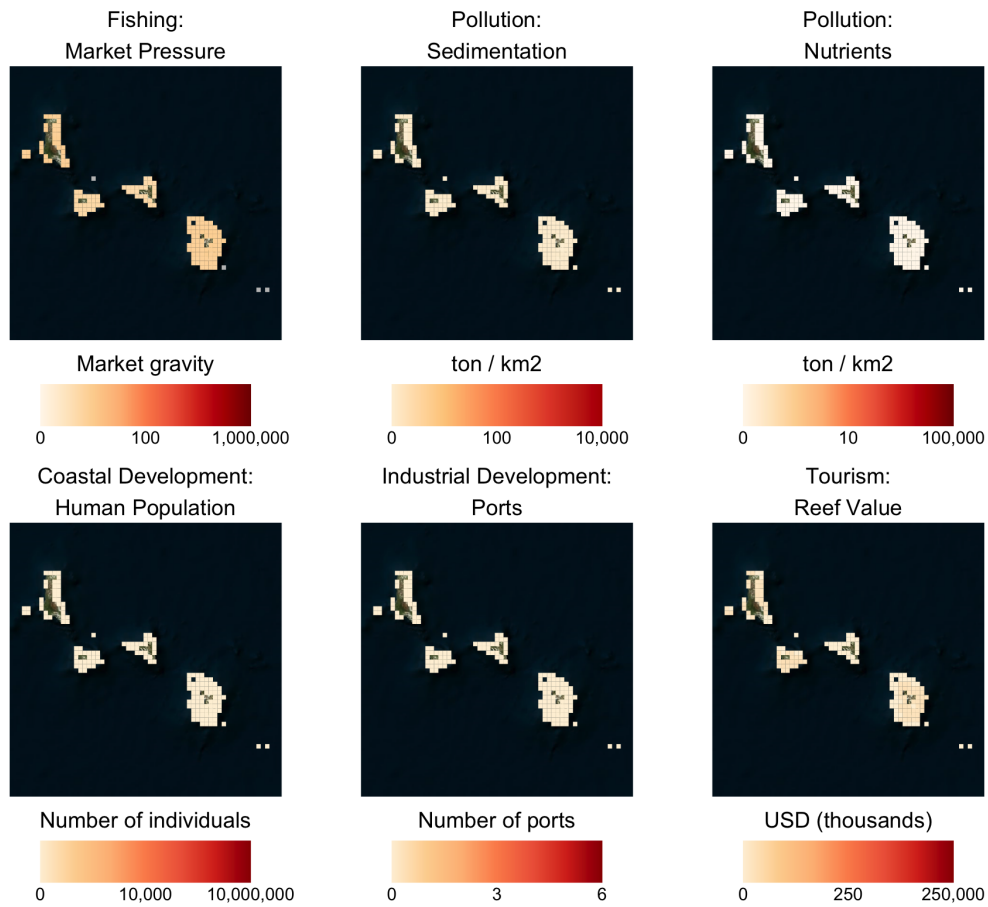 Fishing:
Market Pressure
Pollution:
Sedimentation
Pollution:
Nutrients
Market gravity
0 100 1,000,000
ton / km2
0 100 10,000
ton / km2
0 10 100,000
Coastal Development:
Human Population
Industrial Development:
Ports
Tourism:
Reef Value
Number of individuals
0 10,000 10,000,000
Number of ports
0 3 6
USD (thousands)
0 250 250,000